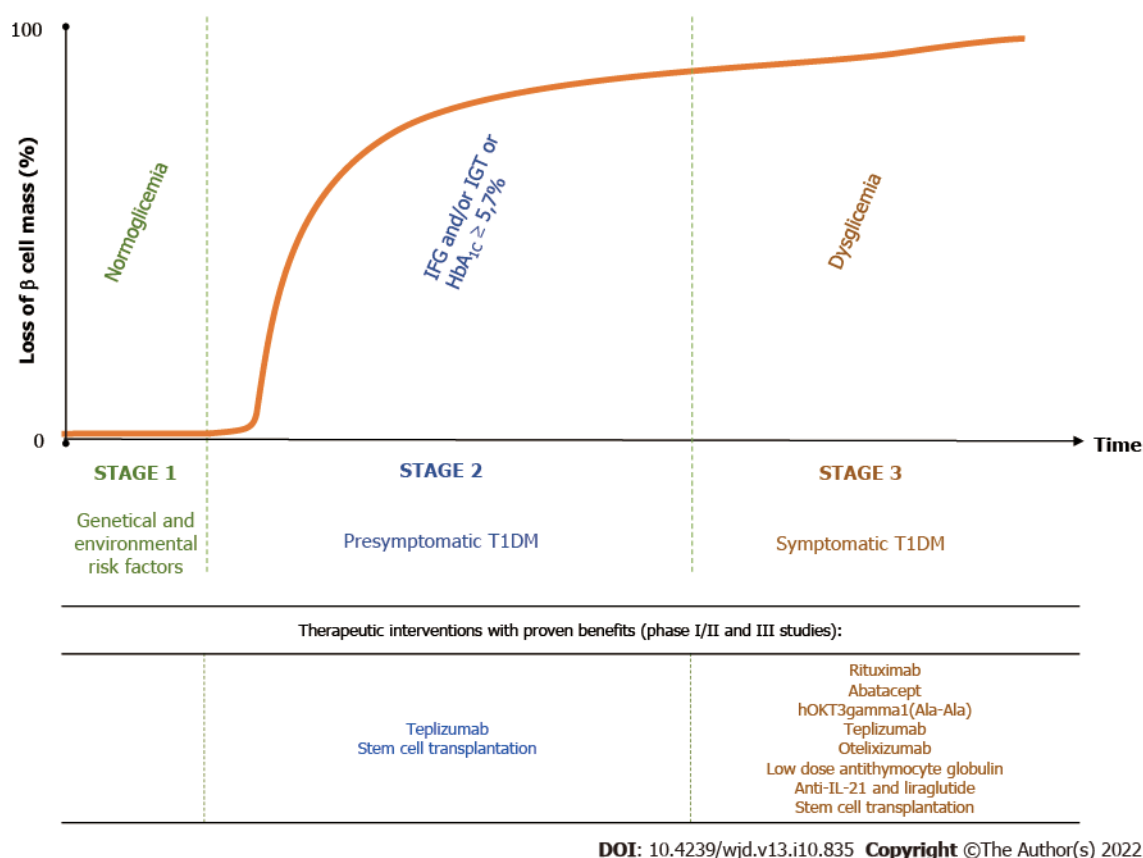 100
Loss of β cell mass (%)
0
Normoglicemia
IFG and/or IGT or
HbA1C ≥ 5,7%
Dysglicemia
Time
STAGE 1
STAGE 2
STAGE 3
Genetical and
environmental
risk factors
Presymptomatic T1DM
Symptomatic T1DM
Therapeutic interventions with proven benefits (phase I/II and III studies):
Teplizumab
Stem cell transplantation
Rituximab
Abatacept
hOKT3gamma1(Ala-Ala)
Teplizumab
Otelixizumab
Low dose antithymocyte globulin
Anti-IL-21 and liraglutide
Stem cell transplantation
DOI: 10.4239/wjd.v13.i10.835 Copyright ©The Author(s) 2022